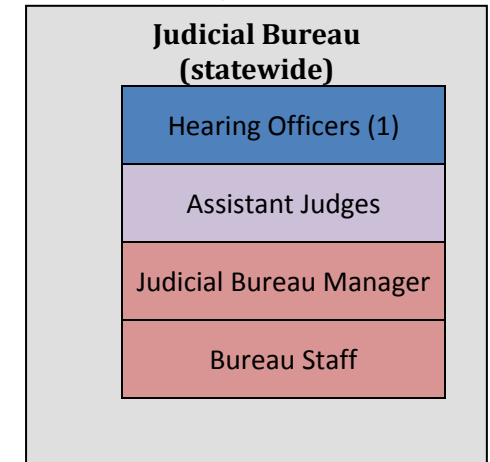 Judicial Bureau
(statewide)
Hearing Officers (1)
Assistant Judges
Judicial Bureau Manager
Bureau Staff